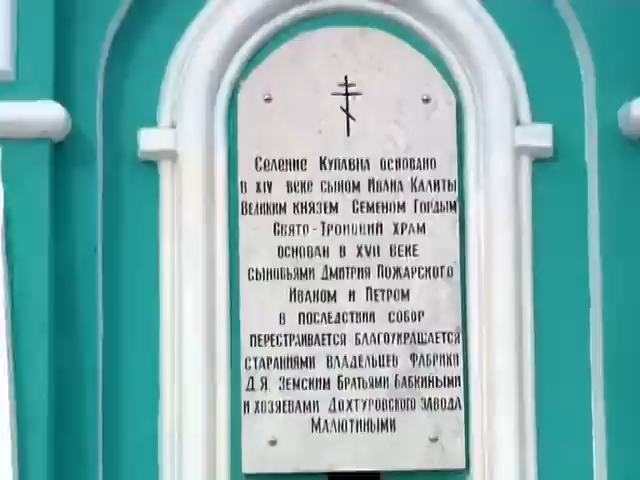 Селение Купавна основано
в XIV веке сыном Ивана Калиты
Великим князем Семеном Гордым
Свято-Троицкий храм
основан в XVII веке
сыновьями Дмитрия Пожарского
Иваном и Петром
в последствии собор
перестраивается благоукрашается
стараниями владельцев фабрики
Д.Я. Земским Братьями Бабкиными
и хозяевами Дохтуровского завода
Малютиными